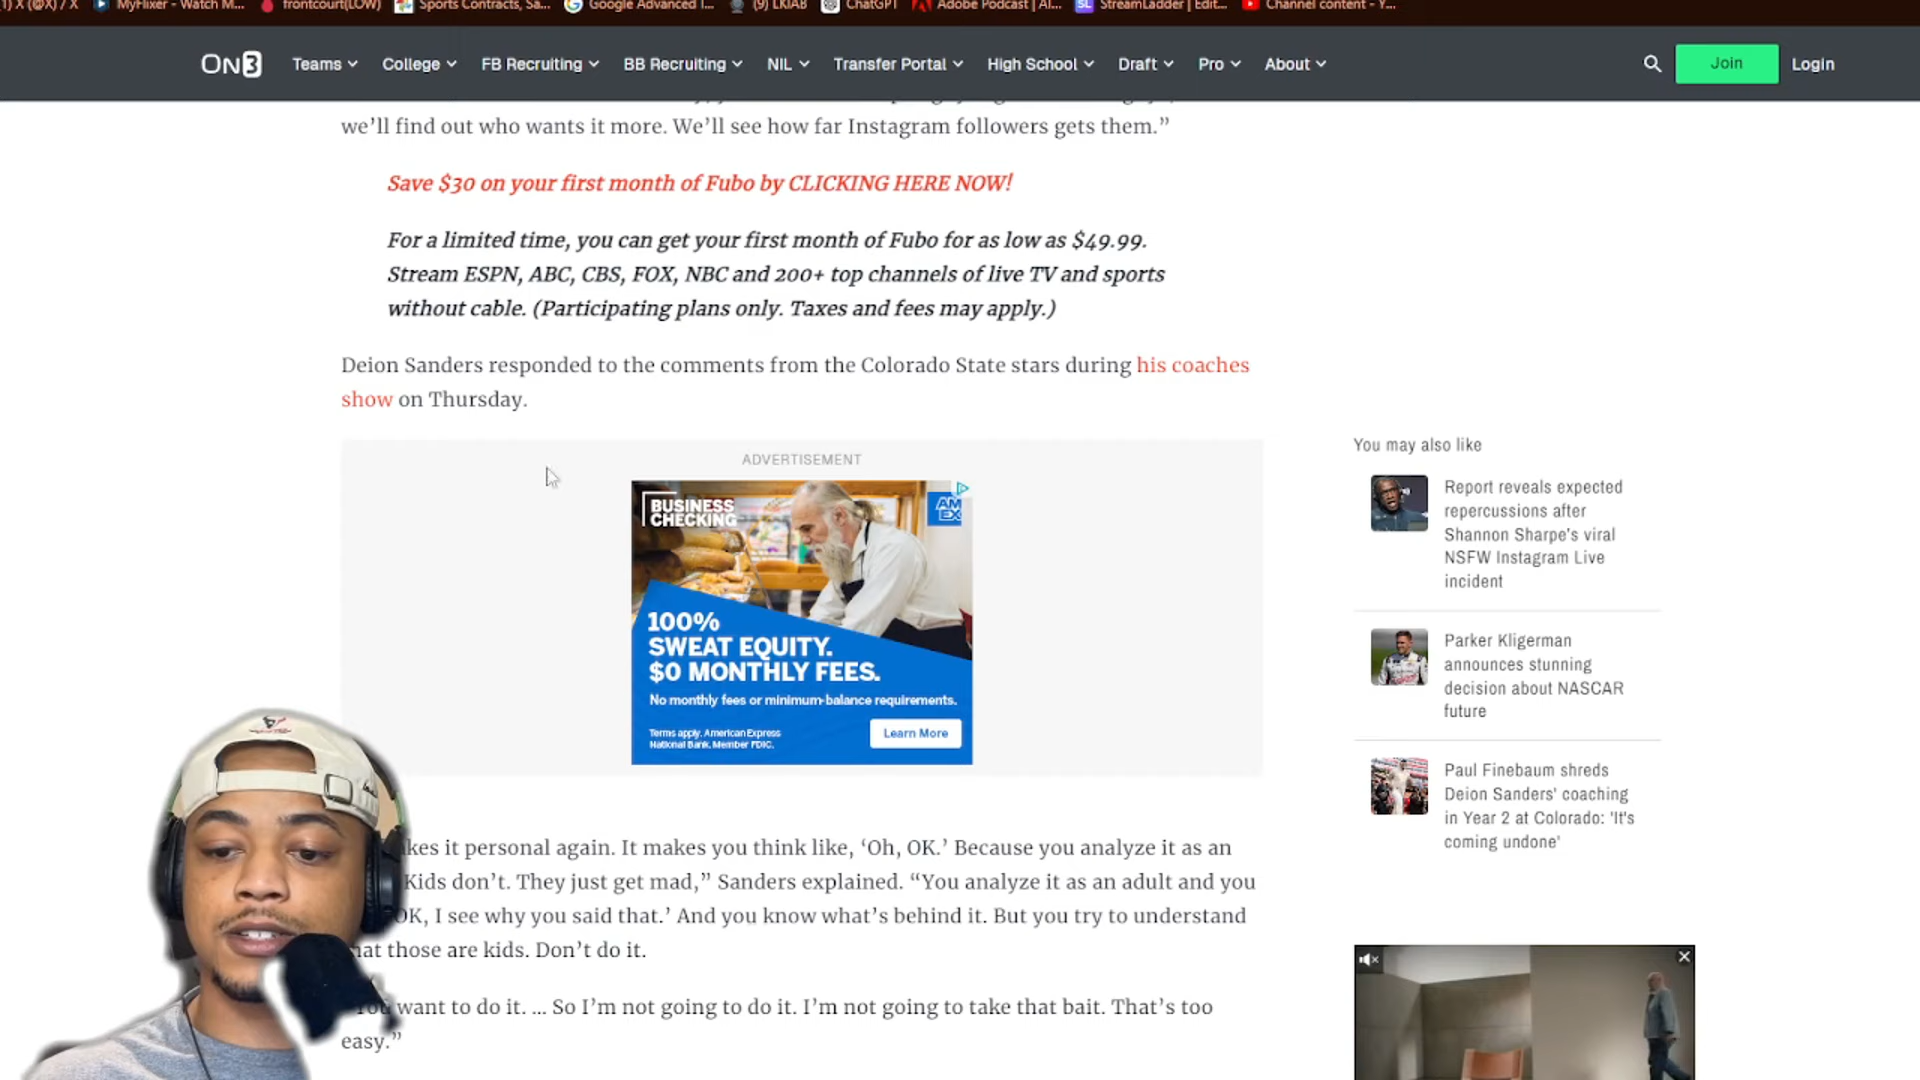 1) X (@X) / X
MyFlixer - Watch M...
frontcourt(LOW)
Sports Contracts, Sa...
Google Advanced I...
(9) LKIAB
ChatGPT
Adobe Podcast | AI...
StreamLadder | Edit...
Channel content - Y...
ON3
Teams
College
FB Recruiting
BB Recruiting
NIL
Transfer Portal
High School
Draft
Pro
About
Join
Login
we’ll find out who wants it more. We’ll see how far Instagram followers gets them.”
Save $30 on your first month of Fubo by CLICKING HERE NOW!
For a limited time, you can get your first month of Fubo for as low as $49.99.
Stream ESPN, ABC, CBS, FOX, NBC and 200+ top channels of live TV and sports
without cable. (Participating plans only. Taxes and fees may apply.)
Deion Sanders responded to the comments from the Colorado State stars during his coaches
show on Thursday.
ADVERTISEMENT
BUSINESS
CHECKING
AM
EX
100%
SWEAT EQUITY.
$0 MONTHLY FEES.
No monthly fees or minimum-balance requirements.
Terms apply. American Express
National Bank, Member FDIC.
Learn More
kes it personal again. It makes you think like, ‘Oh, OK.’ Because you analyze it as an
Kids don’t. They just get mad,” Sanders explained. “You analyze it as an adult and you
OK, I see why you said that.’ And you know what’s behind it. But you try to understand
that those are kids. Don’t do it.
“You want to do it. … So I’m not going to do it. I’m not going to take that bait. That’s too
easy.”
You may also like
Report reveals expected
repercussions after
Shannon Sharpe's viral
NSFW Instagram Live
incident
Parker Kligerman
announces stunning
decision about NASCAR
future
Paul Finebaum shreds
Deion Sanders' coaching
in Year 2 at Colorado: 'It's
coming undone'